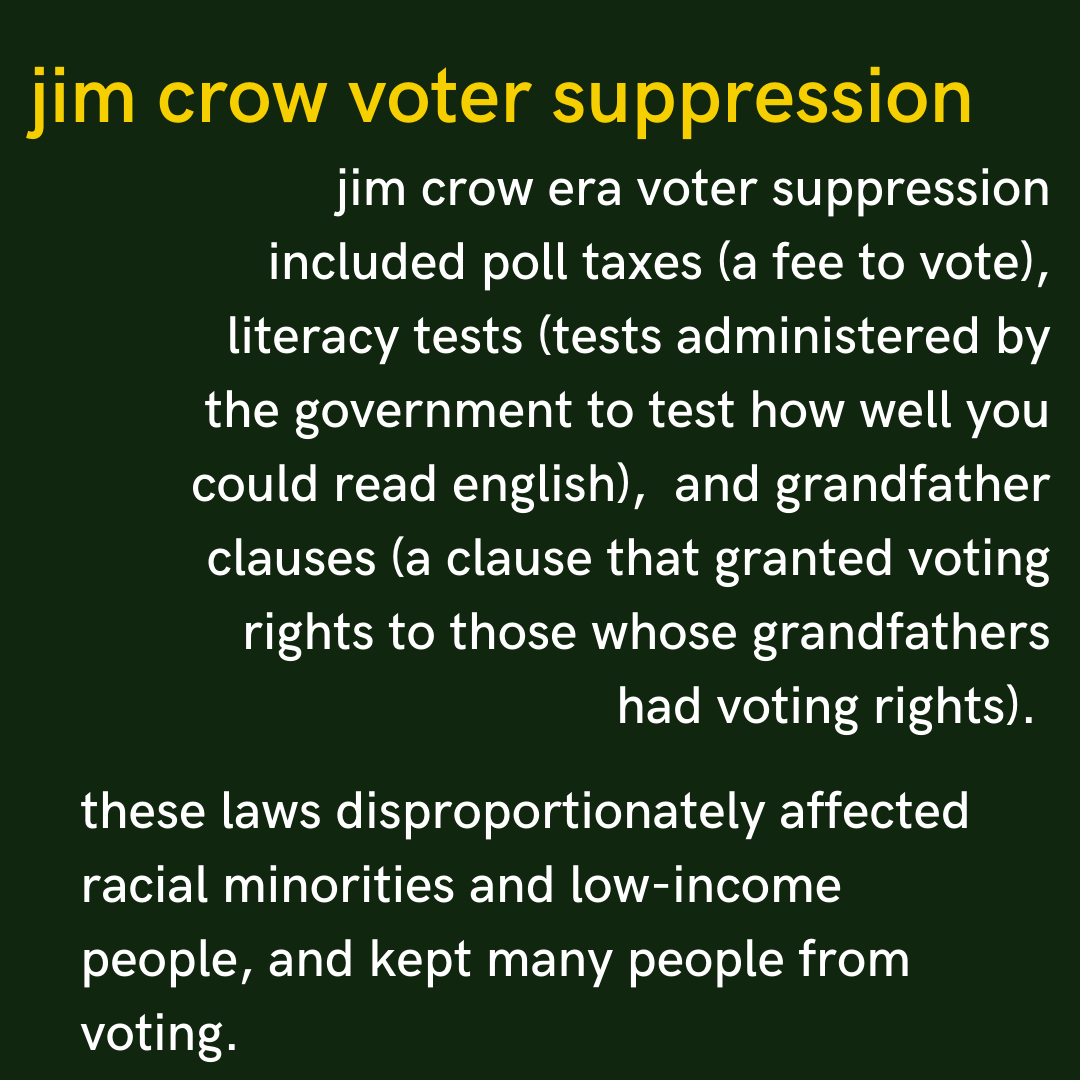 jim crow voter suppression
jim crow era voter suppression
included poll taxes (a fee to vote),
literacy tests (tests administered by
the government to test how well you
could read english),  and grandfather
clauses (a clause that granted voting
rights to those whose grandfathers
had voting rights).
these laws disproportionately affected
racial minorities and low-income
people, and kept many people from
voting.